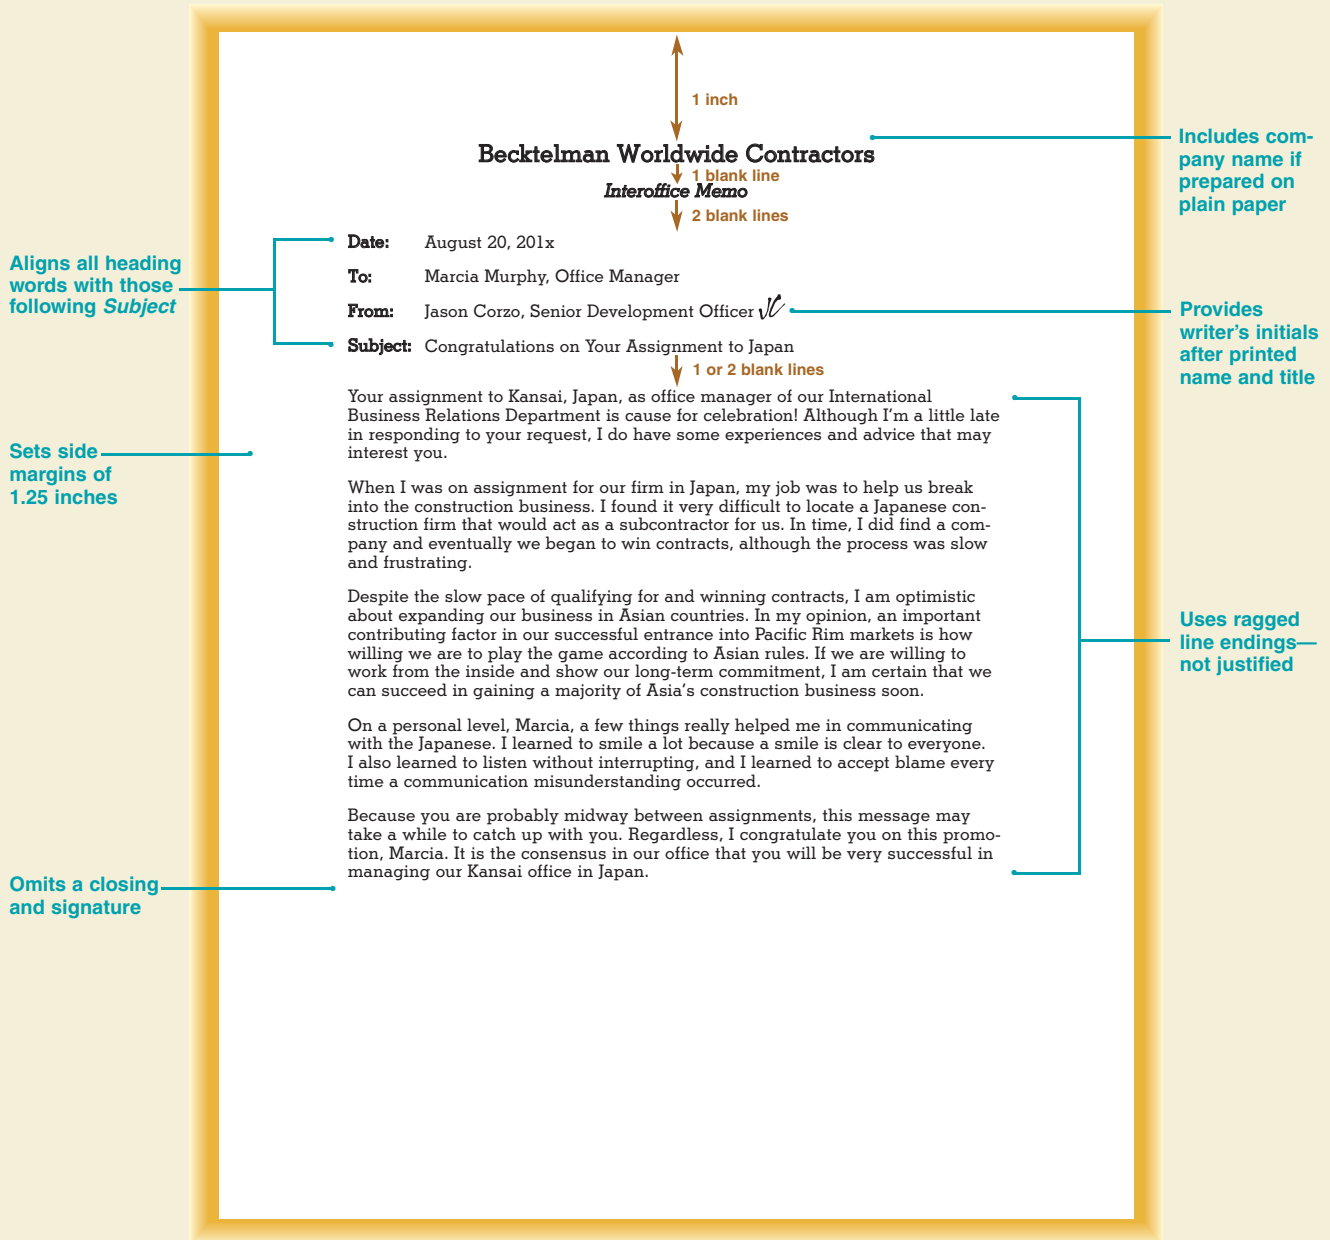 1 inch
Becktelman Worldwide Contractors
1 blank line
Interoffice Memo
2 blank lines
Date: August 20, 201x
To: Marcia Murphy, Office Manager
From: Jason Corzo, Senior Development Officer JC
Subject: Congratulations on Your Assignment to Japan
1 or 2 blank lines
Your assignment to Kansai, Japan, as office manager of our International
Business Relations Department is cause for celebration! Although I’m a little late
in responding to your request, I do have some experiences and advice that may
interest you.
When I was on assignment for our firm in Japan, my job was to help us break
into the construction business. I found it very difficult to locate a Japanese con-
struction firm that would act as a subcontractor for us. In time, I did find a com-
pany and eventually we began to win contracts, although the process was slow
and frustrating.
Despite the slow pace of qualifying for and winning contracts, I am optimistic
about expanding our business in Asian countries. In my opinion, an important
contributing factor in our successful entrance into Pacific Rim markets is how
willing we are to play the game according to Asian rules. If we are willing to
work from the inside and show our long-term commitment, I am certain that we
can succeed in gaining a majority of Asia’s construction business soon.
On a personal level, Marcia, a few things really helped me in communicating
with the Japanese. I learned to smile a lot because a smile is clear to everyone.
I also learned to listen without interrupting, and I learned to accept blame every
time a communication misunderstanding occurred.
Because you are probably midway between assignments, this message may
take a while to catch up with you. Regardless, I congratulate you on this promo-
tion, Marcia. It is the consensus in our office that you will be very successful in
managing our Kansai office in Japan.
Aligns all heading
words with those
following Subject
Sets side
margins of
1.25 inches
Omits a closing
and signature
Includes com-
pany name if
prepared on
plain paper
Provides
writer’s initials
after printed
name and title
Uses ragged
line endings—
not justified